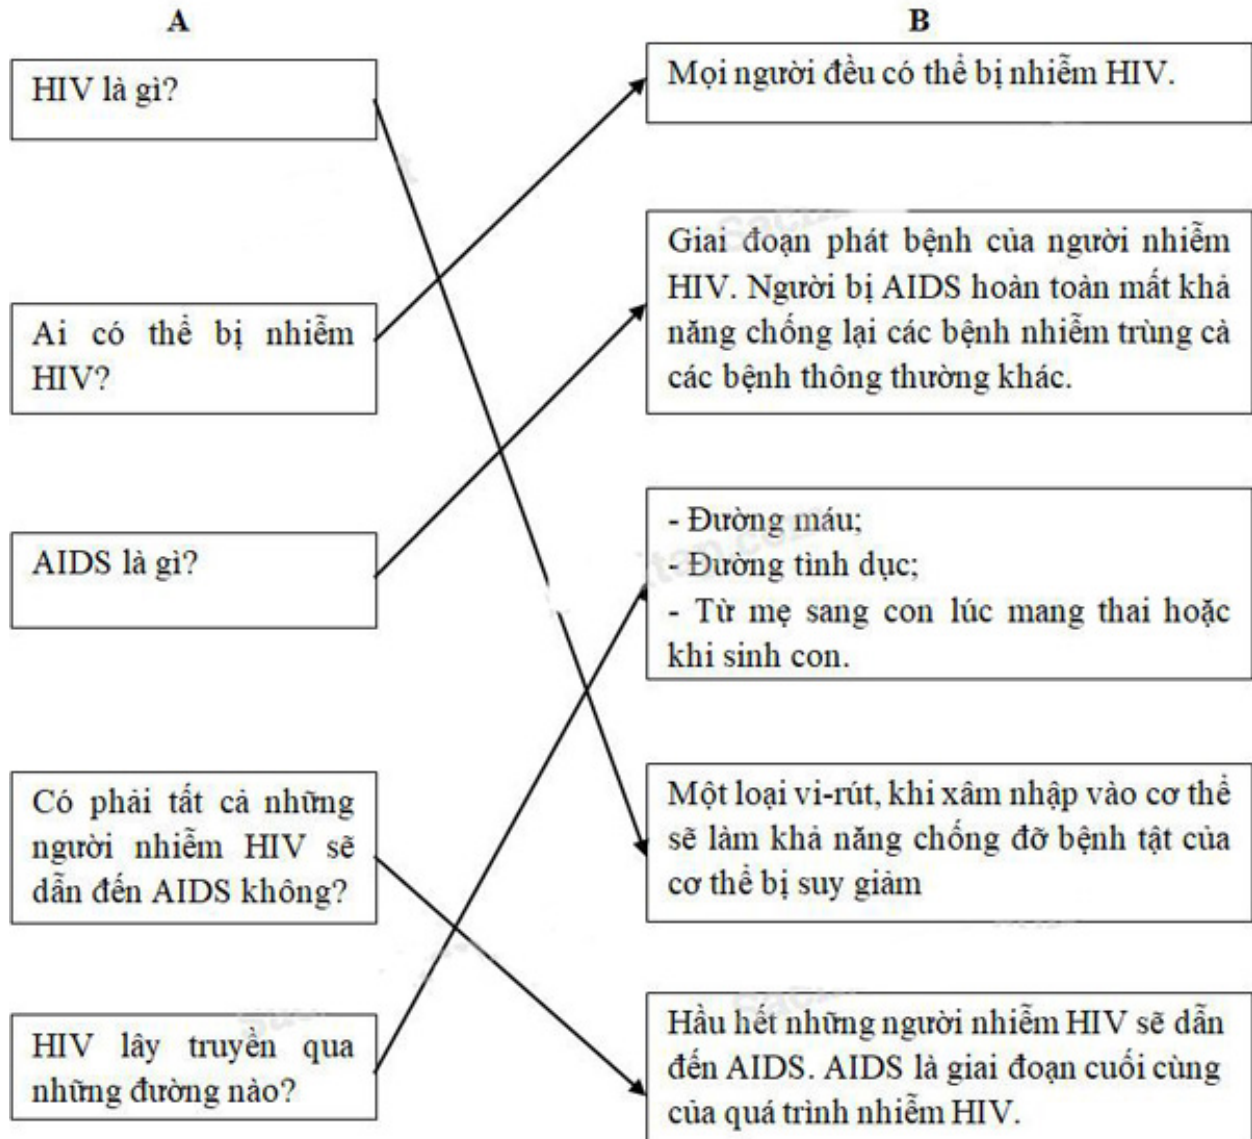 A
B
HIV là gì?
Mọi người đều có thể bị nhiễm HIV.
Ai có thể bị nhiễm
HIV?
Giai đoạn phát bệnh của người nhiễm
HIV. Người bị AIDS hoàn toàn mất khả
năng chống lại các bệnh nhiễm trùng cả
các bệnh thông thường khác.
AIDS là gì?
- Đường máu;
- Đường tình dục;
- Từ mẹ sang con lúc mang thai hoặc
khi sinh con.
Có phải tất cả những
người nhiễm HIV sẽ
dẫn đến AIDS không?
Một loại vi-rút, khi xâm nhập vào cơ thể
sẽ làm khả năng chống đỡ bệnh tật của
cơ thể bị suy giảm
HIV lây truyền qua
những đường nào?
Hầu hết những người nhiễm HIV sẽ dẫn
đến AIDS. AIDS là giai đoạn cuối cùng
của quá trình nhiễm HIV.